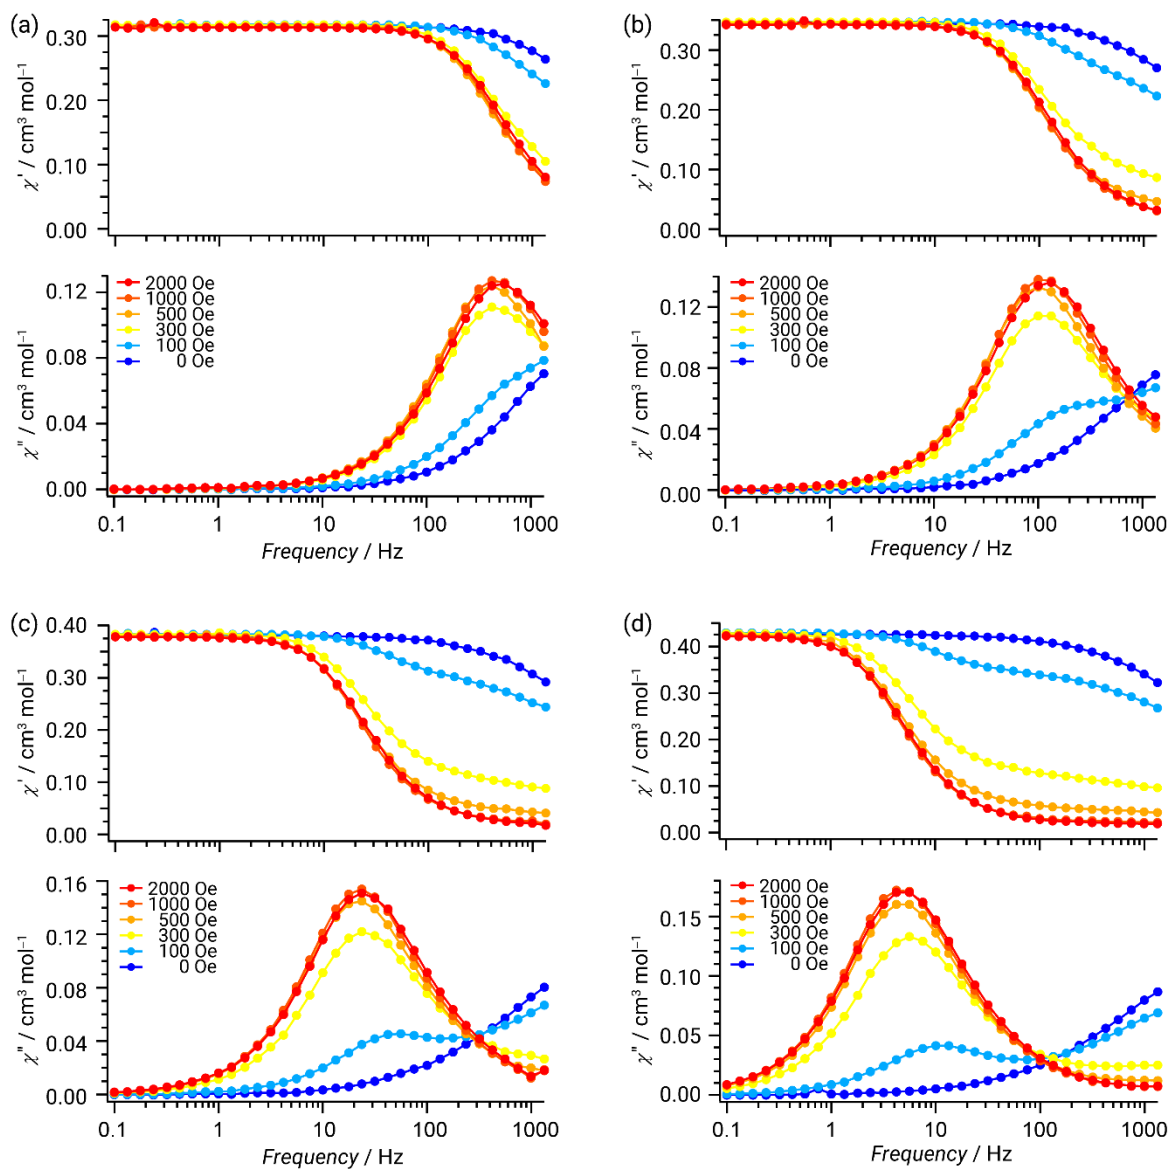 (a)
0.30
0.20
0.10
0.00
χ' / cm³ mol⁻¹
0.12
0.08
0.04
0.00
χ" / cm³ mol⁻¹
2000 Oe
1000 Oe
500 Oe
300 Oe
100 Oe
0 Oe
0.1 1 10 100 1000
Frequency / Hz
(b)
0.30
0.20
0.10
0.00
χ' / cm³ mol⁻¹
0.12
0.08
0.04
0.00
χ" / cm³ mol⁻¹
2000 Oe
1000 Oe
500 Oe
300 Oe
100 Oe
0 Oe
0.1 1 10 100 1000
Frequency / Hz
(c)
0.40
0.30
0.20
0.10
0.00
χ' / cm³ mol⁻¹
0.16
0.12
0.08
0.04
0.00
χ" / cm³ mol⁻¹
2000 Oe
1000 Oe
500 Oe
300 Oe
100 Oe
0 Oe
0.1 1 10 100 1000
Frequency / Hz
(d)
0.40
0.30
0.20
0.10
0.00
χ' / cm³ mol⁻¹
0.15
0.10
0.05
0.00
χ" / cm³ mol⁻¹
2000 Oe
1000 Oe
500 Oe
300 Oe
100 Oe
0 Oe
0.1 1 10 100 1000
Frequency / Hz